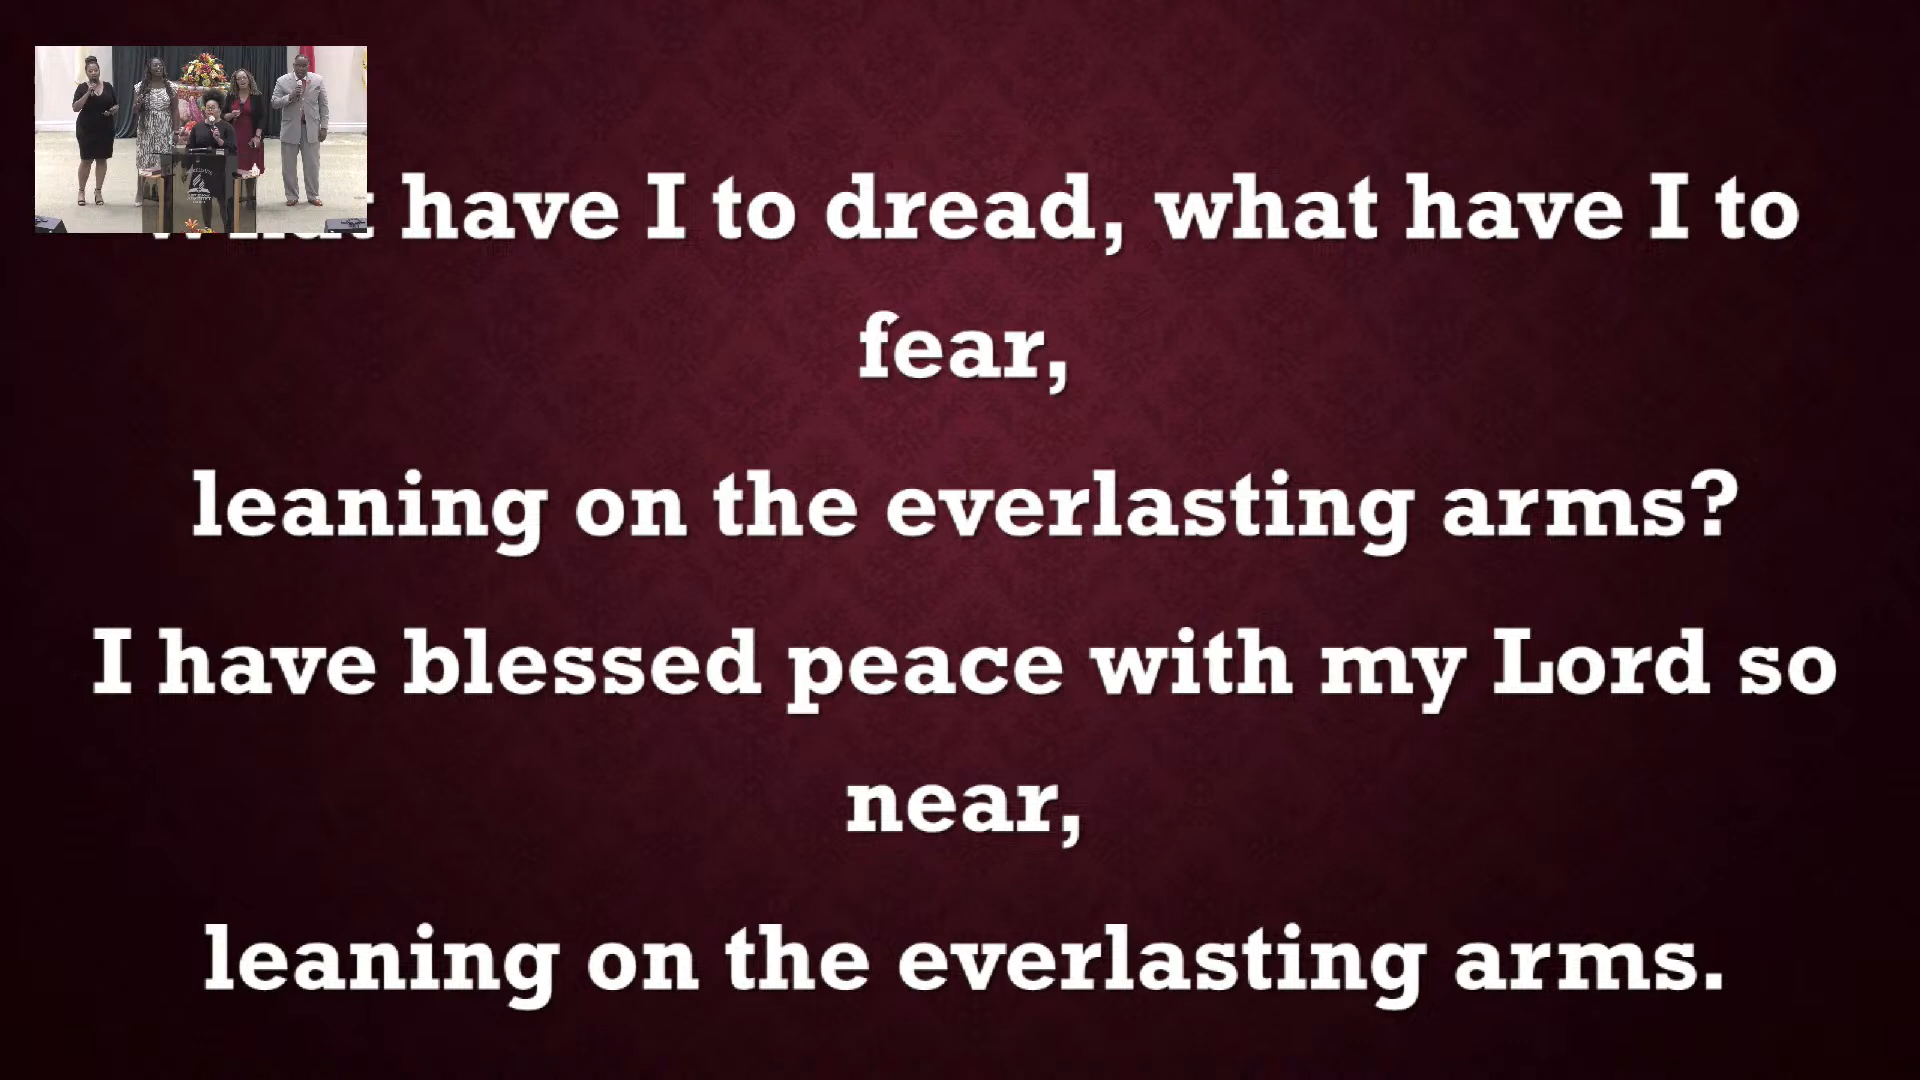 have I to dread, what have I to
fear,
leaning on the everlasting arms?
I have blessed peace with my Lord so
near,
leaning on the everlasting arms.